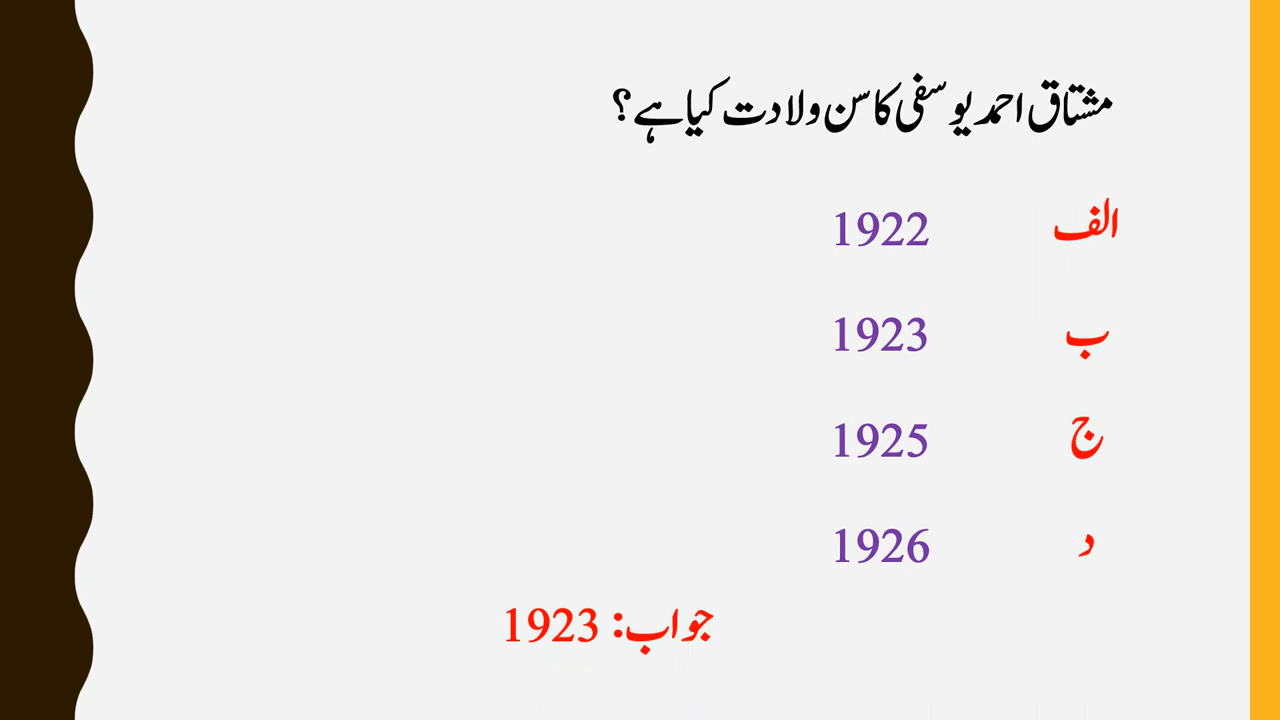 مشتاق احمد یوسفی کا سن ولادت کیا ہے؟
الف 1922
ب 1923
ج 1925
د 1926
جواب: 1923